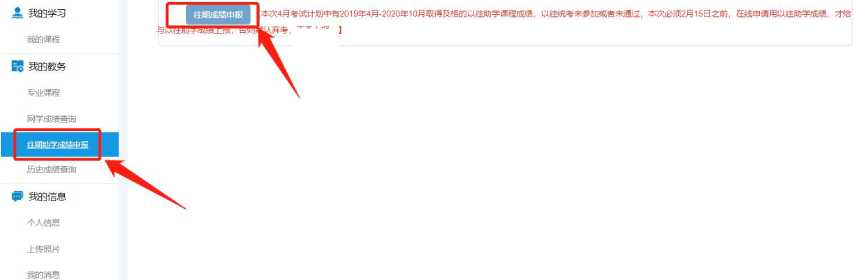 我的学习
我的课程
我的教务
专业课程
网学成绩查询
往期助学成绩申报
历史成绩查询
我的信息
个人信息
上传照片
我的消息
往期成绩申报
本次4月考试计划中有2019年4月-2020年10月取得及格的以往助学课程成绩，以往统考未参加或者未通过，本次必须2月15日之前，在线申请用以往助学成绩，才给
与以往助学成绩上报，否则默认弃考，
】